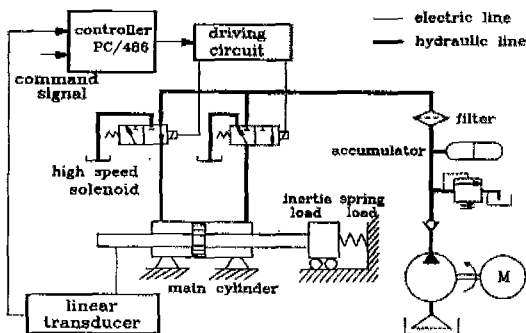 controller
PC/486
driving
circuit
electric line
hydraulic line
command
signal
filter
accumulator
high speed
solenoid
inertia spring
load load
M
main cylinder
linear
transducer